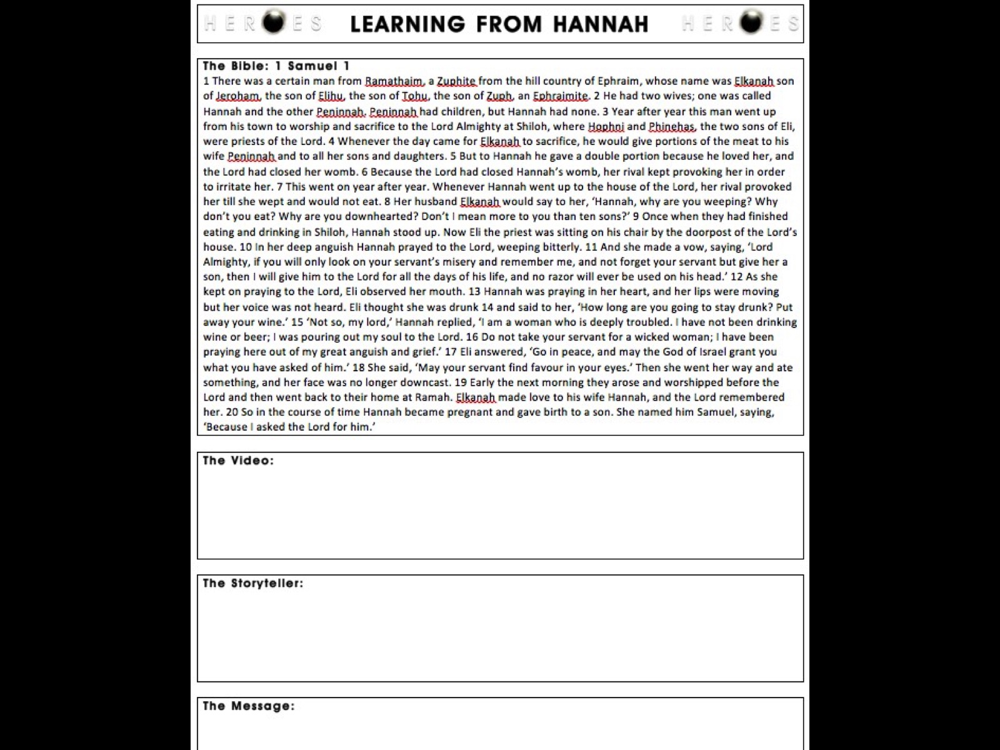 HEROES LEARNING FROM HANNAH HEROES
The Bible: 1 Samuel 1
1 There was a certain man from Ramathaim, a Zuphite from the hill country of Ephraim, whose name was Elkanah son
of Jeroham, the son of Elihu, the son of Tohu, the son of Zuph, an Ephraimite. 2 He had two wives; one was called
Hannah and the other Peninnah. Peninnah had children, but Hannah had none. 3 Year after year this man went up
from his town to worship and sacrifice to the Lord Almighty at Shiloh, where Hophni and Phinehas, the two sons of Eli,
were priests of the Lord. 4 Whenever the day came for Elkanah to sacrifice, he would give portions of the meat to his
wife Peninnah and to all her sons and daughters. 5 But to Hannah he gave a double portion because he loved her, and
the Lord had closed her womb. 6 Because the Lord had closed Hannah’s womb, her rival kept provoking her in order
to irritate her. 7 This went on year after year. Whenever Hannah went up to the house of the Lord, her rival provoked
her till she wept and would not eat. 8 Her husband Elkanah would say to her, ‘Hannah, why are you weeping? Why
don’t you eat? Why are you downhearted? Don’t I mean more to you than ten sons?’ 9 Once when they had finished
eating and drinking in Shiloh, Hannah stood up. Now Eli the priest was sitting on his chair by the doorpost of the Lord’s
house. 10 In her deep anguish Hannah prayed to the Lord, weeping bitterly. 11 And she made a vow, saying, ‘Lord
Almighty, if you will only look on your servant’s misery and remember me, and not forget your servant but give her a
son, then I will give him to the Lord for all the days of his life, and no razor will ever be used on his head.’ 12 As she
kept on praying to the Lord, Eli observed her mouth. 13 Hannah was praying in her heart, and her lips were moving
but her voice was not heard. Eli thought she was drunk 14 and said to her, ‘How long are you going to stay drunk? Put
away your wine.’ 15 ‘Not so, my lord,’ Hannah replied, ‘I am a woman who is deeply troubled. I have not been drinking
wine or beer; I was pouring out my soul to the Lord. 16 Do not take your servant for a wicked woman; I have been
praying here out of my great anguish and grief.’ 17 Eli answered, ‘Go in peace, and may the God of Israel grant you
what you have asked of him.’ 18 She said, ‘May your servant find favour in your eyes.’ Then she went her way and ate
something, and her face was no longer downcast. 19 Early the next morning they arose and worshipped before the
Lord and then went back to their home at Ramah. Elkanah made love to his wife Hannah, and the Lord remembered
her. 20 So in the course of time Hannah became pregnant and gave birth to a son. She named him Samuel, saying,
‘Because I asked the Lord for him.’
The Video:
The Storyteller:
The Message: